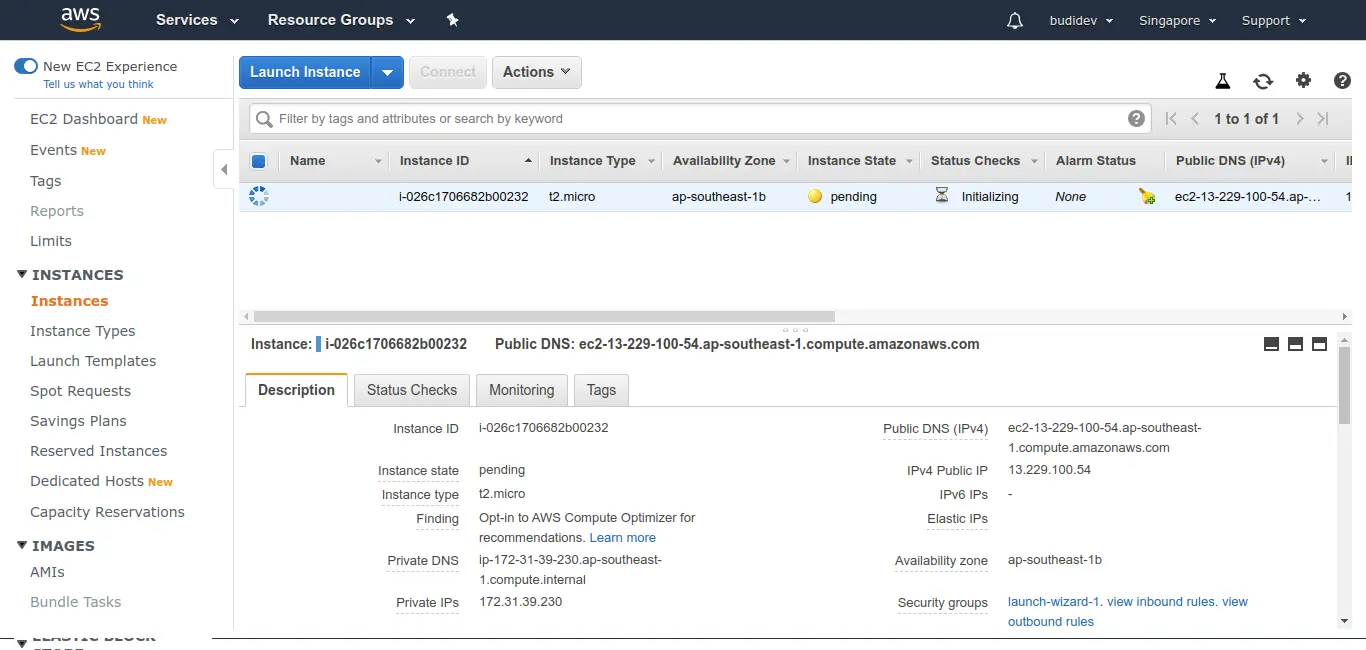 aws
Services
Resource Groups
budidev
Singapore
Support
New EC2 Experience
Tell us what you think
EC2 Dashboard New
Events New
Tags
Reports
Limits
INSTANCES
Instances
Instance Types
Launch Templates
Spot Requests
Savings Plans
Reserved Instances
Dedicated Hosts New
Capacity Reservations
IMAGES
AMIs
Bundle Tasks
ELASTIC BLOCK
STORE
Launch Instance
Connect
Actions
Filter by tags and attributes or search by keyword
1 to 1 of 1
Name Instance ID Instance Type Availability Zone Instance State Status Checks Alarm Status Public DNS (IPv4)
i-026c1706682b00232 t2.micro ap-southeast-1b pending Initializing None ec2-13-229-100-54.ap-... 1
Instance: i-026c1706682b00232 Public DNS: ec2-13-229-100-54.ap-southeast-1.compute.amazonaws.com
Description Status Checks Monitoring Tags
Instance ID i-026c1706682b00232
Instance state pending
Instance type t2.micro
Finding Opt-in to AWS Compute Optimizer for
recommendations. Learn more
Private DNS ip-172-31-39-230.ap-southeast-
1.compute.internal
Private IPs 172.31.39.230
Public DNS (IPv4) ec2-13-229-100-54.ap-southeast-
1.compute.amazonaws.com
IPv4 Public IP 13.229.100.54
IPv6 IPs -
Elastic IPs
Availability zone ap-southeast-1b
Security groups launch-wizard-1. view inbound rules. view
outbound rules